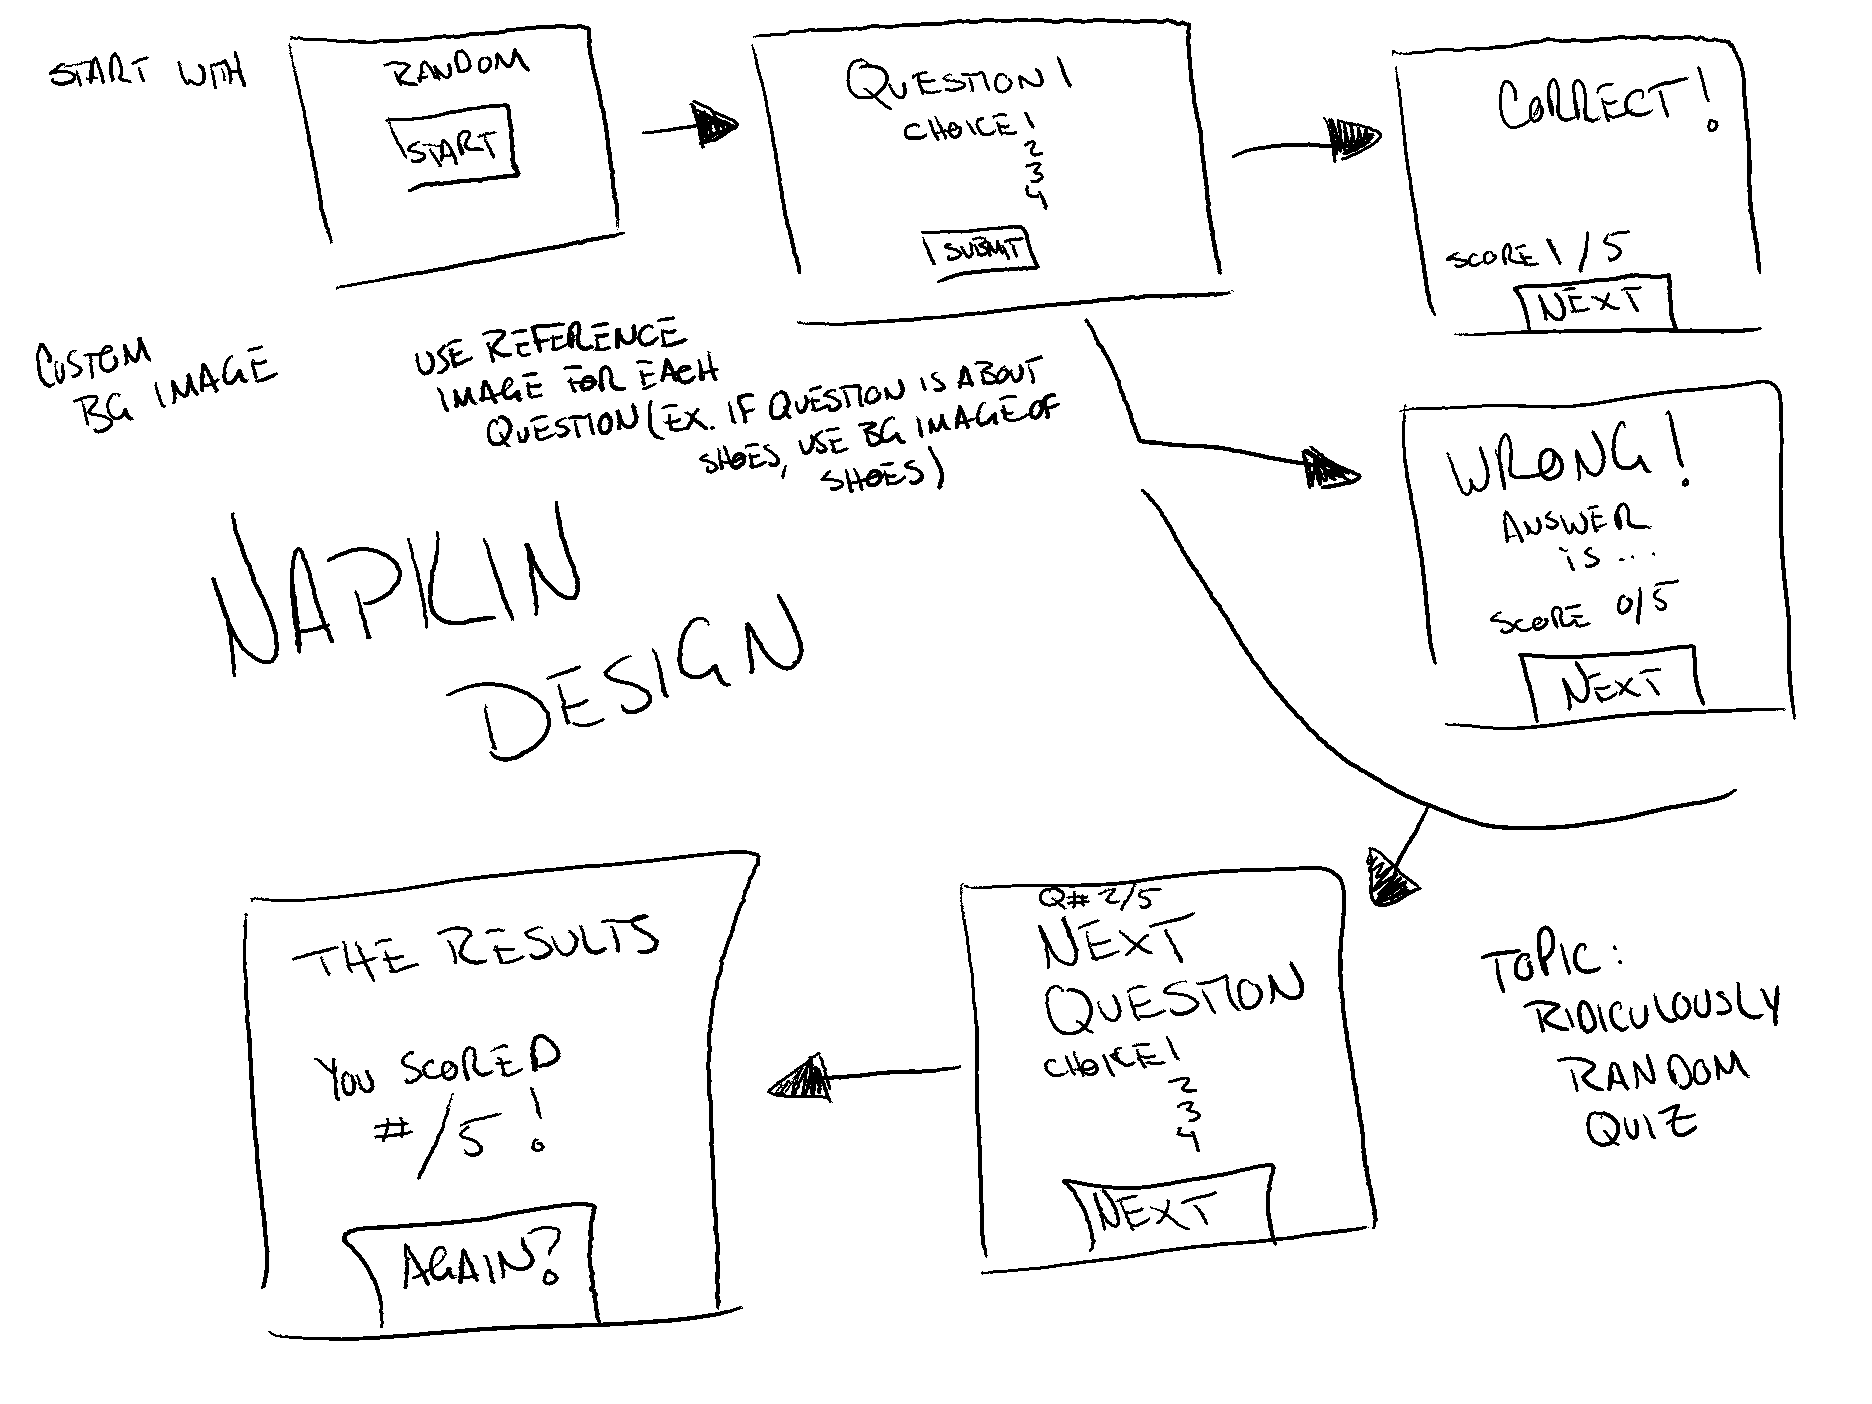 START WITH
RANDOM
START
QUESTION 1
CHOICE 1
2
3
4
SUBMIT
CORRECT!
SCORE 1/5
NEXT
CUSTOM
BG IMAGE
USE REFERENCE
IMAGE FOR EACH
QUESTION (EX. IF QUESTION IS ABOUT
SHOES, USE BG IMAGE OF
SHOES)
WRONG!
ANSWER
is...
SCORE 0/5
NEXT
NAPKIN
DESIGN
THE RESULTS
YOU SCORED
#/5!
AGAIN?
Q# 2/5
NEXT
QUESTION
CHOICE 1
2
3
4
NEXT
TOPIC:
RIDICULOUSLY
RANDOM
QUIZ